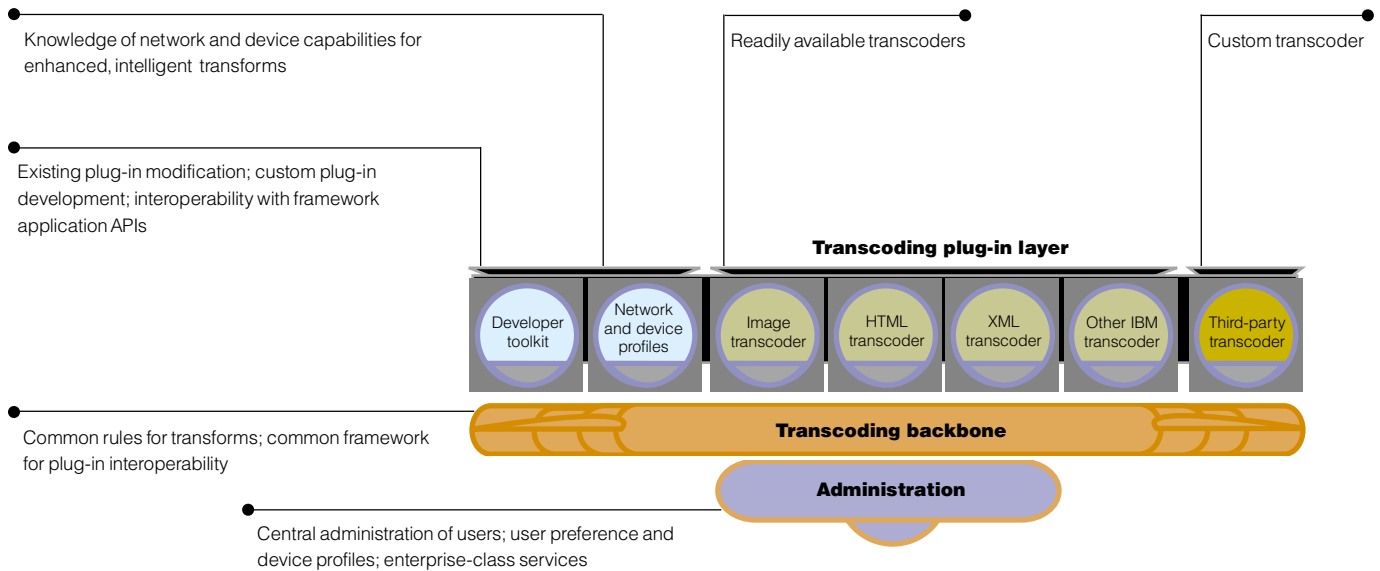 Knowledge of network and device capabilities for
enhanced, intelligent transforms
Readily available transcoders
Custom transcoder
Existing plug-in modification; custom plug-in
development; interoperability with framework
application APIs
Transcoding plug-in layer
Developer
toolkit
Network
and device
profiles
Image
transcoder
HTML
transcoder
XML
transcoder
Other IBM
transcoder
Third-party
transcoder
Common rules for transforms; common framework
for plug-in interoperability
Transcoding backbone
Administration
Central administration of users; user preference and
device profiles; enterprise-class services